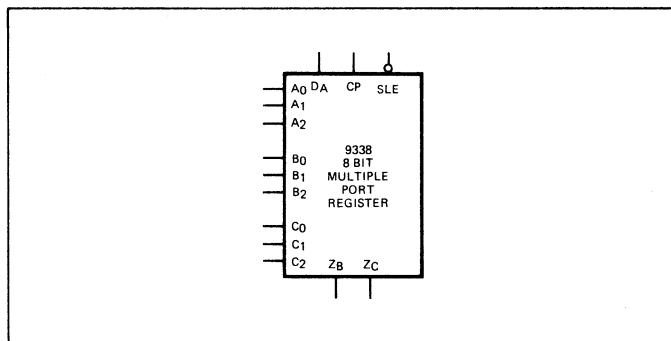 A0 DA CP SLE
A1
A2
B0
B1
B2
C0
C1
C2
9338
8 BIT
MULTIPLE
PORT
REGISTER
ZB ZC